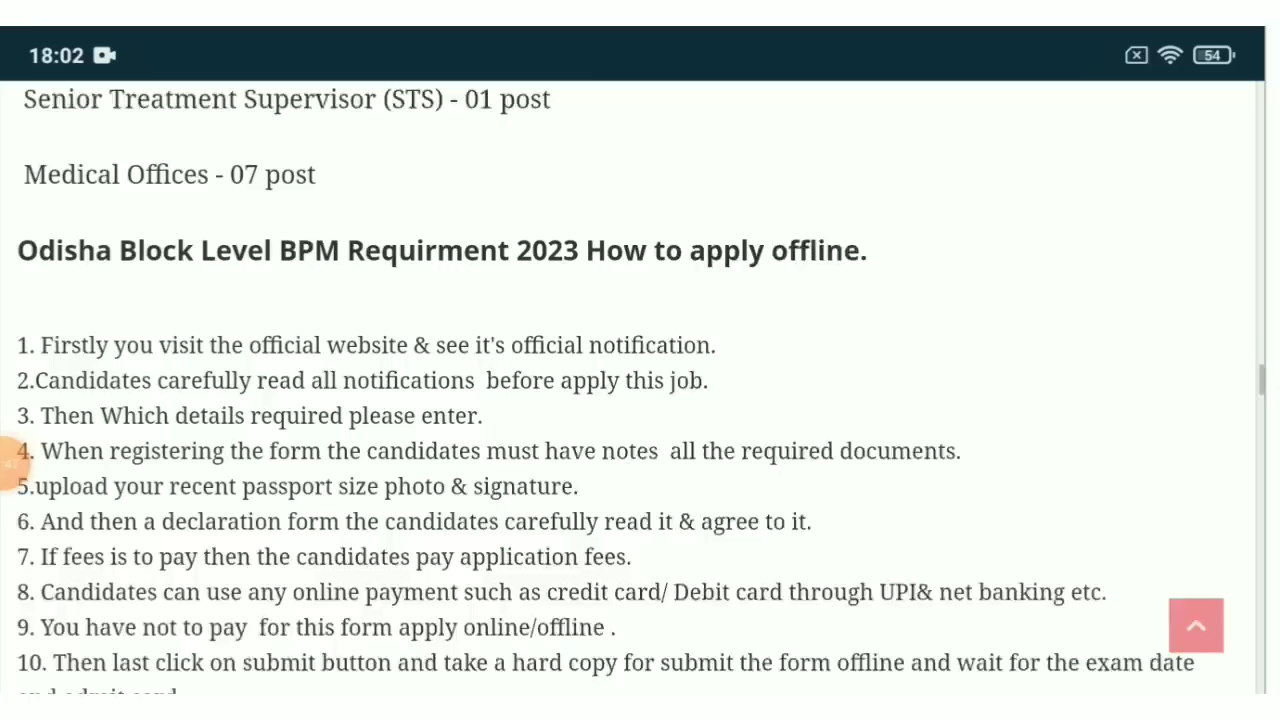 18:02
54
Senior Treatment Supervisor (STS) - 01 post
Medical Offices - 07 post
Odisha Block Level BPM Requirment 2023 How to apply offline.
1. Firstly you visit the official website & see it's official notification.
2.Candidates carefully read all notifications  before apply this job.
3. Then Which details required please enter.
4. When registering the form the candidates must have notes  all the required documents.
5.upload your recent passport size photo & signature.
6. And then a declaration form the candidates carefully read it & agree to it.
7. If fees is to pay then the candidates pay application fees.
8. Candidates can use any online payment such as credit card/ Debit card through UPI& net banking etc.
9. You have not to pay  for this form apply online/offline .
10. Then last click on submit button and take a hard copy for submit the form offline and wait for the exam date
and admit card